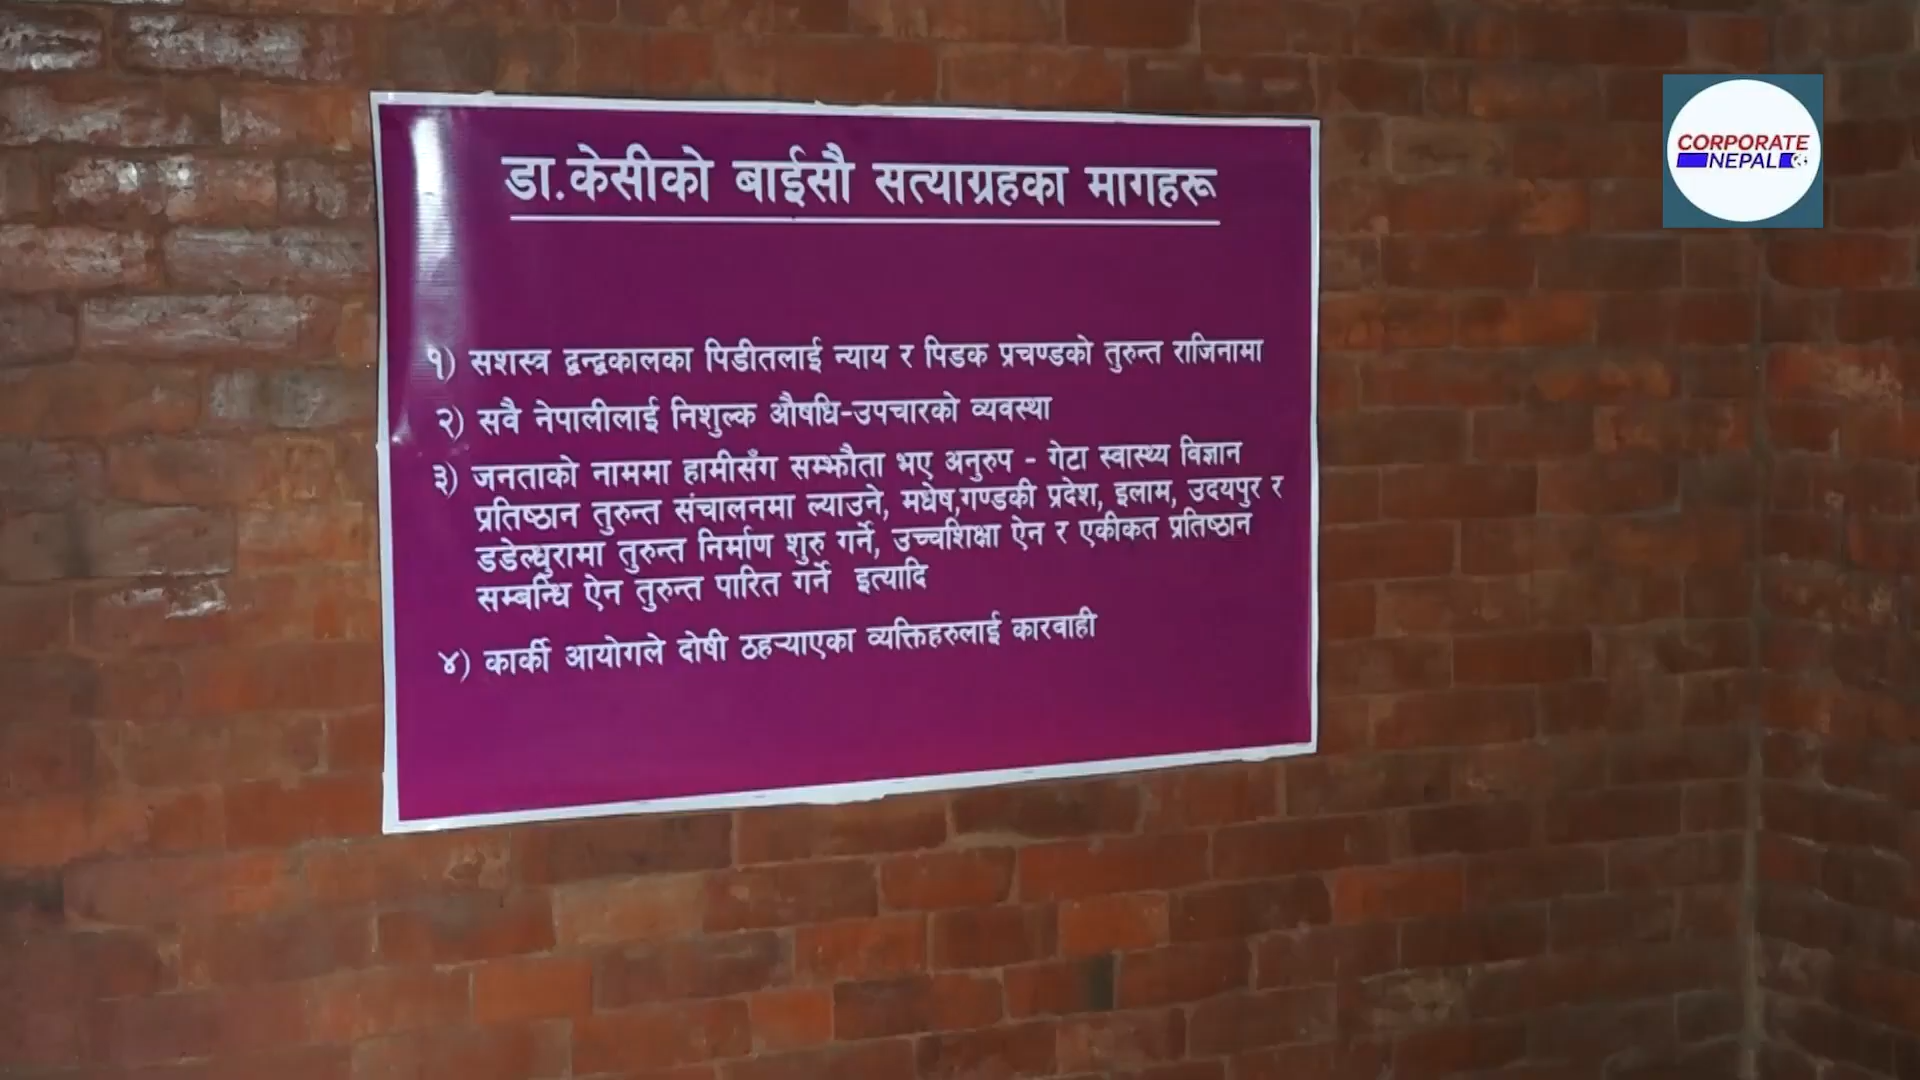 डा.केसीको बाईसौ सत्याग्रहका मागहरू
१) सशस्त्र द्वन्द्वकालका पिडीतलाई न्याय र पिडक प्रचण्डको तुरुन्त राजिनामा
२) सवै नेपालीलाई निशुल्क औषधि-उपचारको व्यवस्था
३) जनताको नाममा हामीसँग सम्झौता भए अनुरुप - गेटा स्वास्थ्य विज्ञान
प्रतिष्ठान तुरुन्त संचालनमा ल्याउने, मधेष,गण्डकी प्रदेश, इलाम, उदयपुर र
डडेल्धुरामा तुरुन्त निर्माण शुरु गर्ने, उच्चशिक्षा ऐन र एकीकत प्रतिष्ठान
सम्बन्धि ऐन तुरुन्त पारित गर्ने इत्यादि
४) कार्की आयोगले दोषी ठहर्‍याएका व्यक्तिहरुलाई कारवाही
CORPORATE
NEPAL